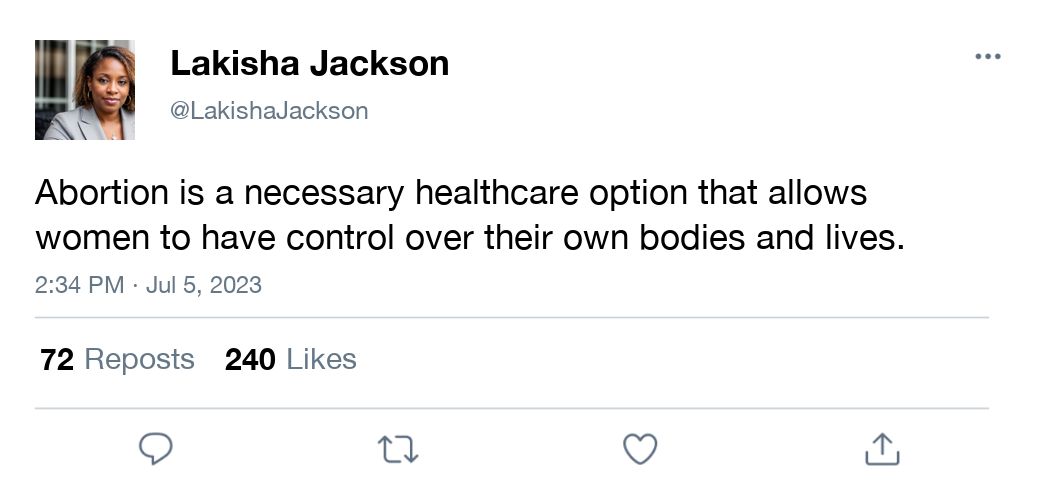 Lakisha Jackson
@LakishaJackson
Abortion is a necessary healthcare option that allows
women to have control over their own bodies and lives.
2:34 PM · Jul 5, 2023
72 Reposts 240 Likes